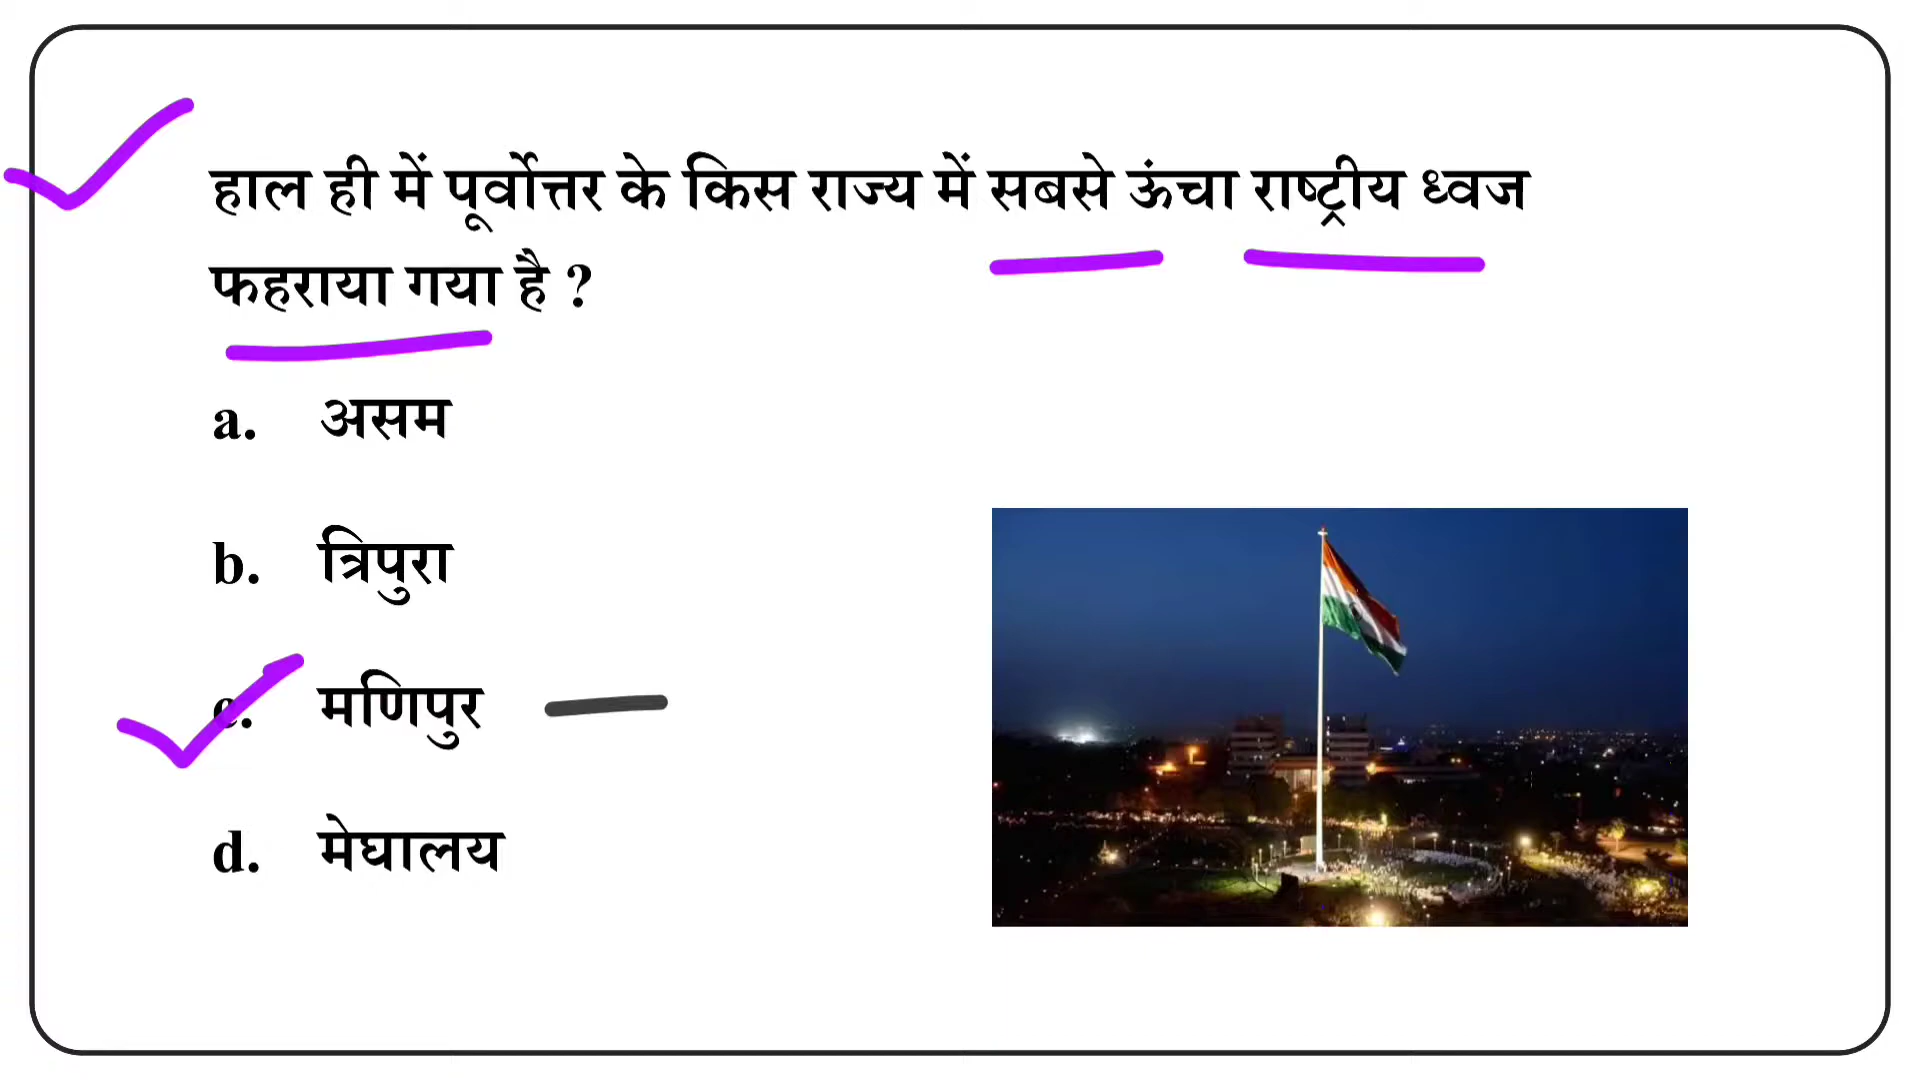 हाल ही में पूर्वोत्तर के किस राज्य में सबसे ऊंचा राष्ट्रीय ध्वज
फहराया गया है ?
a. असम
b. त्रिपुरा
c. मणिपुर
d. मेघालय